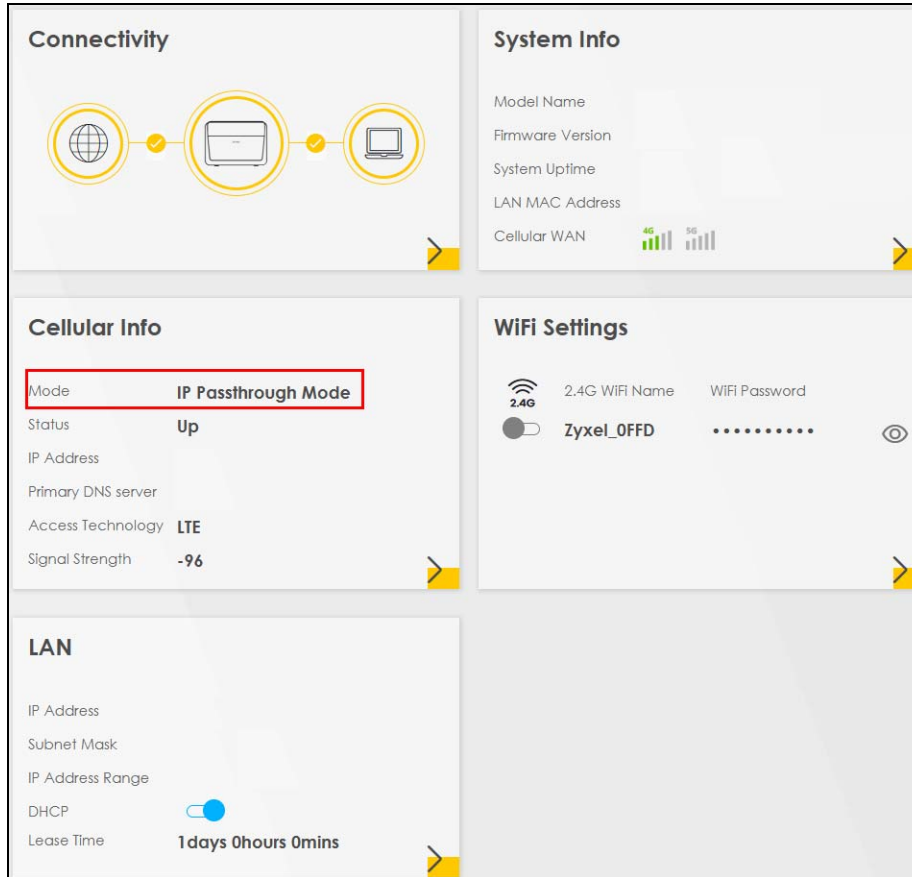 Connectivity
System Info
Model Name
Firmware Version
System Uptime
LAN MAC Address
Cellular WAN 4G 5G
Cellular Info
Mode IP Passthrough Mode
Status Up
IP Address
Primary DNS server
Access Technology LTE
Signal Strength -96
WiFi Settings
2.4G 2.4G WiFi Name WiFi Password
Zyxel_0FFD ••••••••••
LAN
IP Address
Subnet Mask
IP Address Range
DHCP
Lease Time 1days 0hours 0mins